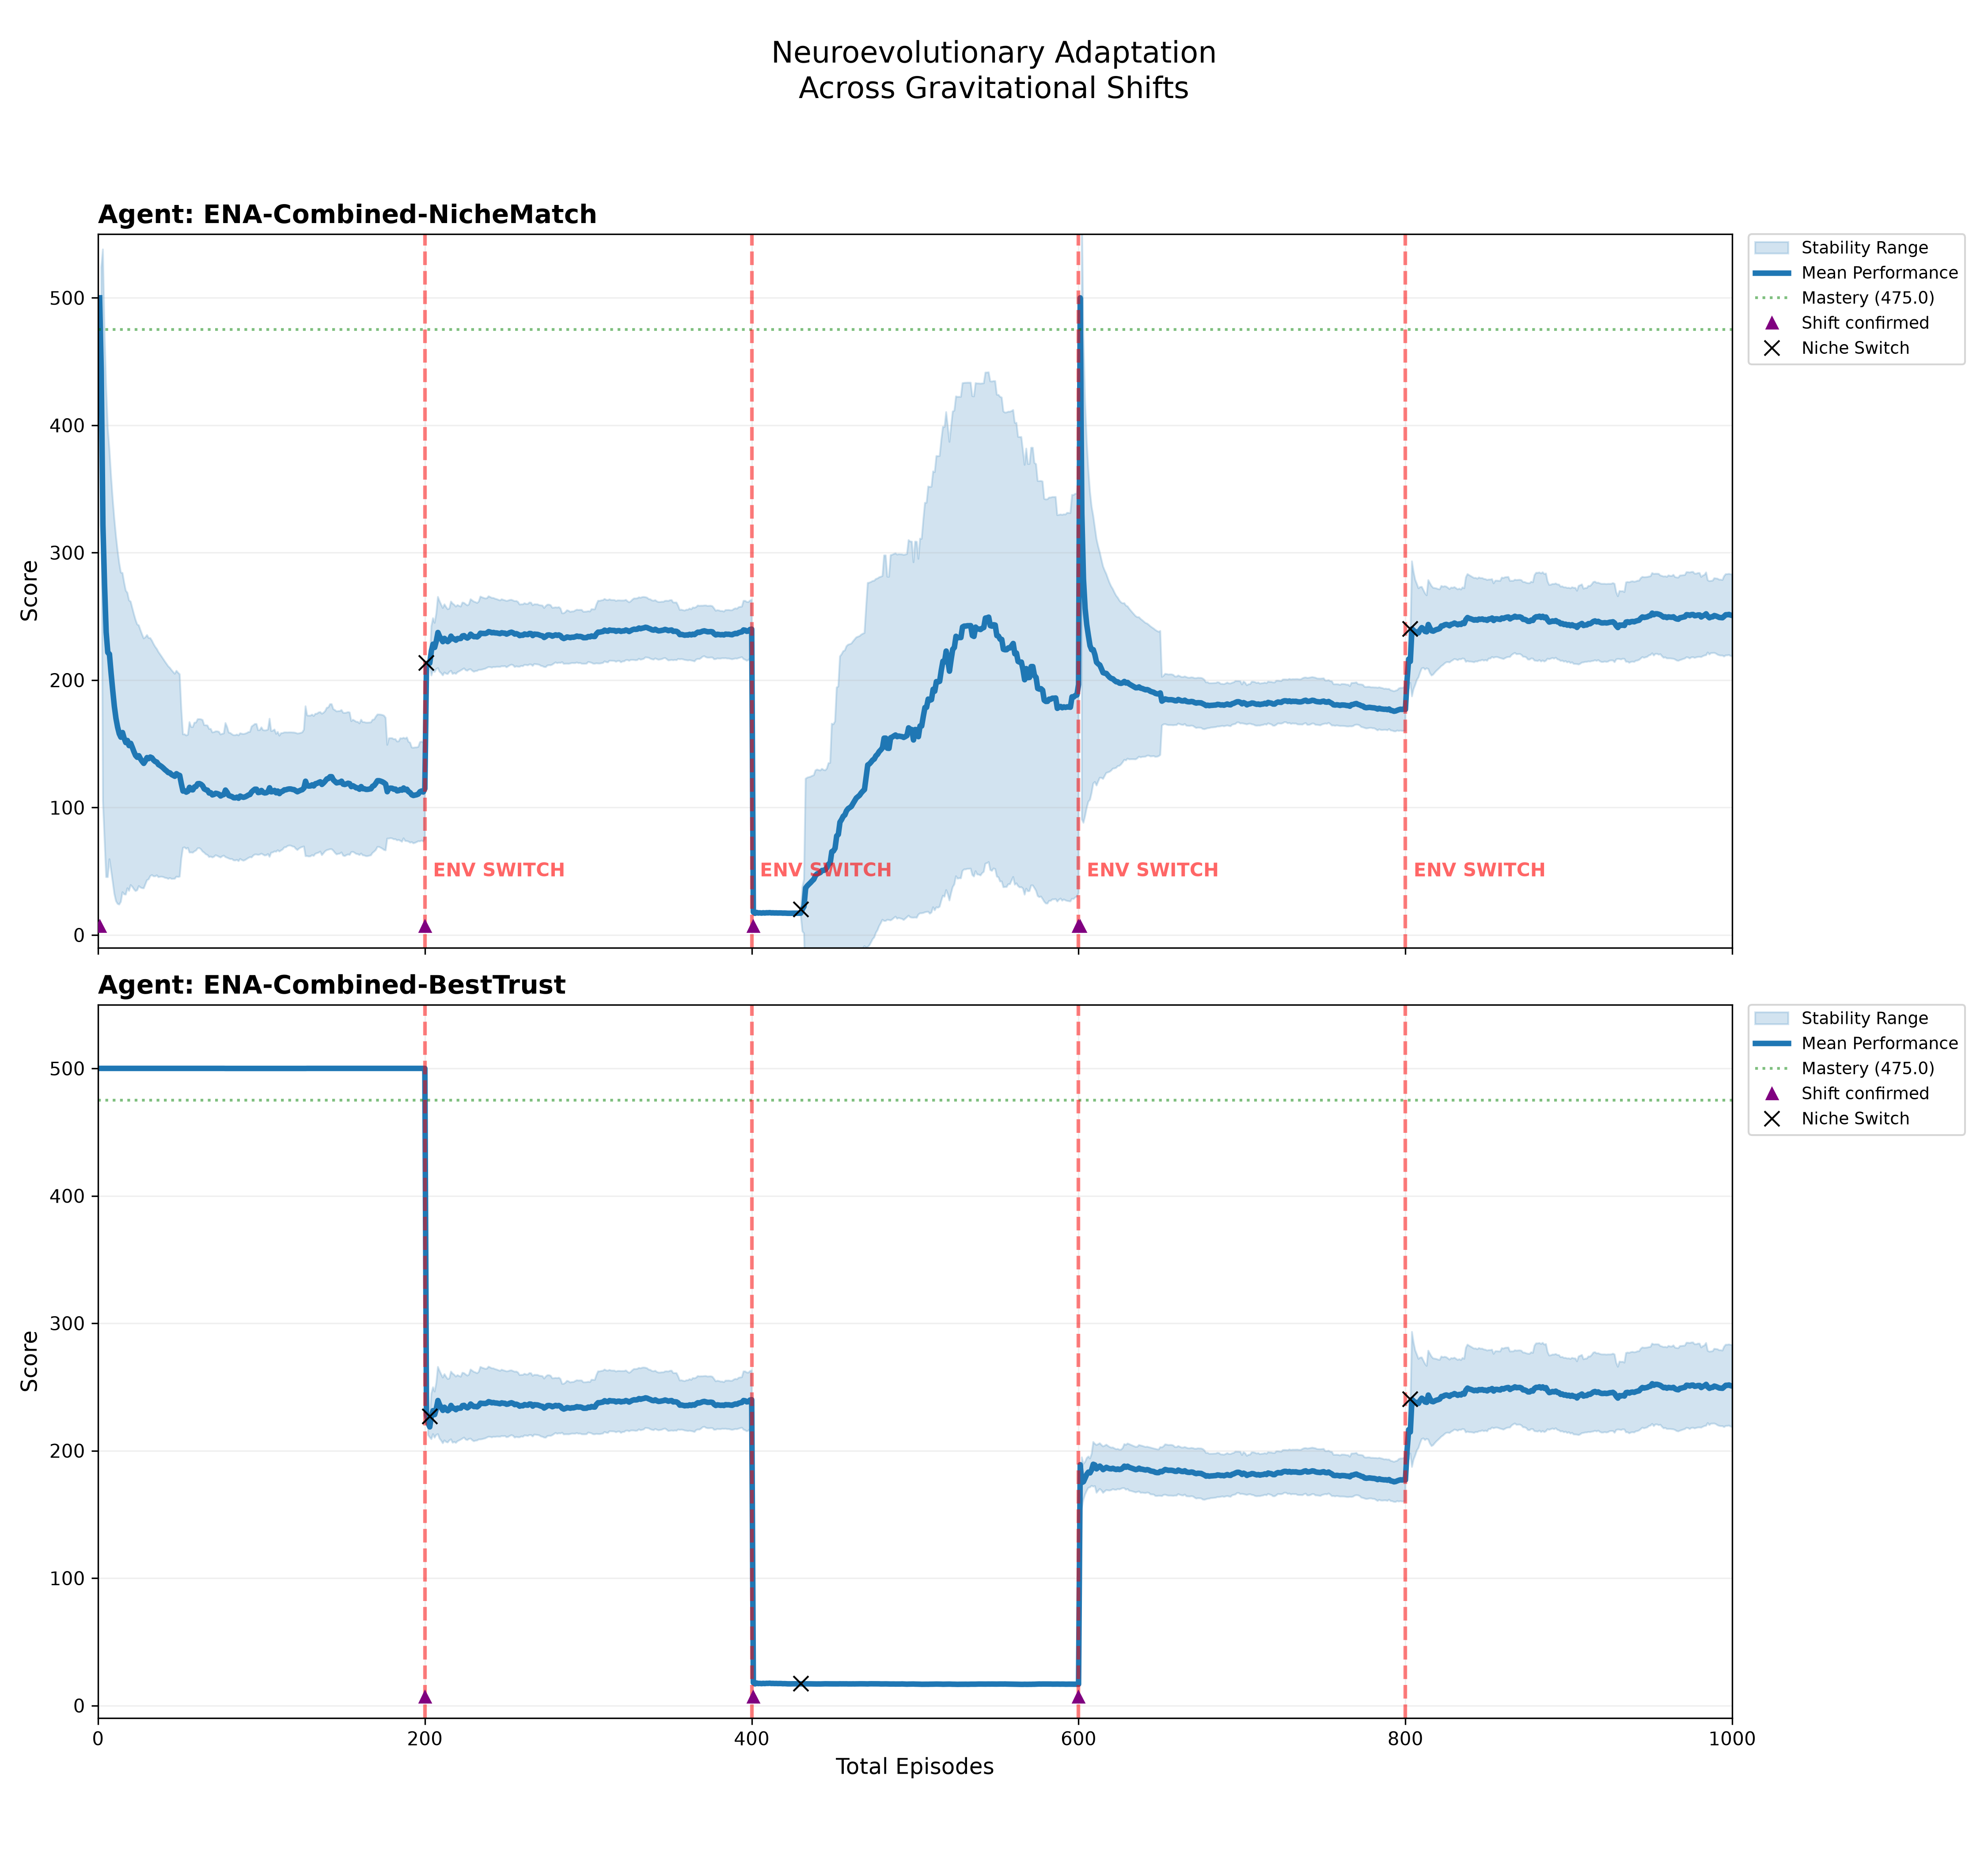 Neuroevolutionary Adaptation
Across Gravitational Shifts
Agent: ENA-Combined-NicheMatch
Score
500
400
300
200
100
0
ENV SWITCH
ENV SWITCH
ENV SWITCH
ENV SWITCH
Stability Range
Mean Performance
Mastery (475.0)
Shift confirmed
Niche Switch
Agent: ENA-Combined-BestTrust
Score
500
400
300
200
100
0
Stability Range
Mean Performance
Mastery (475.0)
Shift confirmed
Niche Switch
0 200 400 600 800 1000
Total Episodes